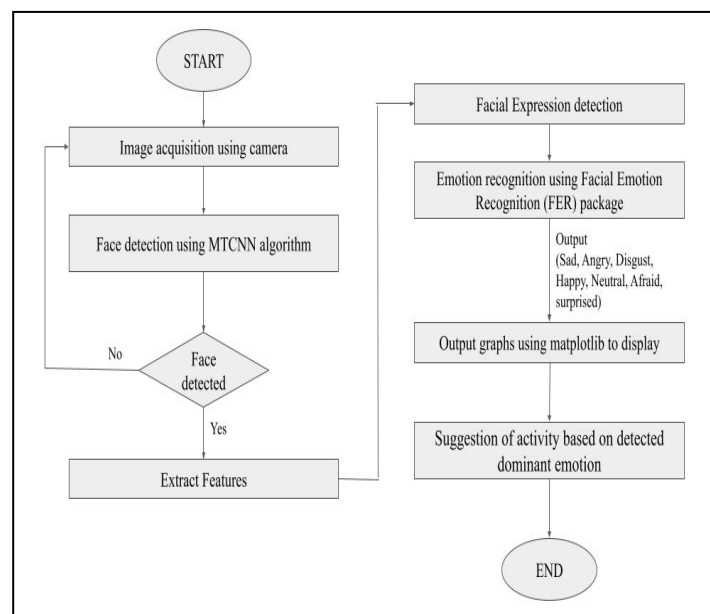 START
Image acquisition using camera
Face detection using MTCNN algorithm
Face
detected
No
Yes
Extract Features
Facial Expression detection
Emotion recognition using Facial Emotion
Recognition (FER) package
Output
(Sad, Angry, Disgust,
Happy, Neutral, Afraid,
surprised)
Output graphs using matplotlib to display
Suggestion of activity based on detected
dominant emotion
END